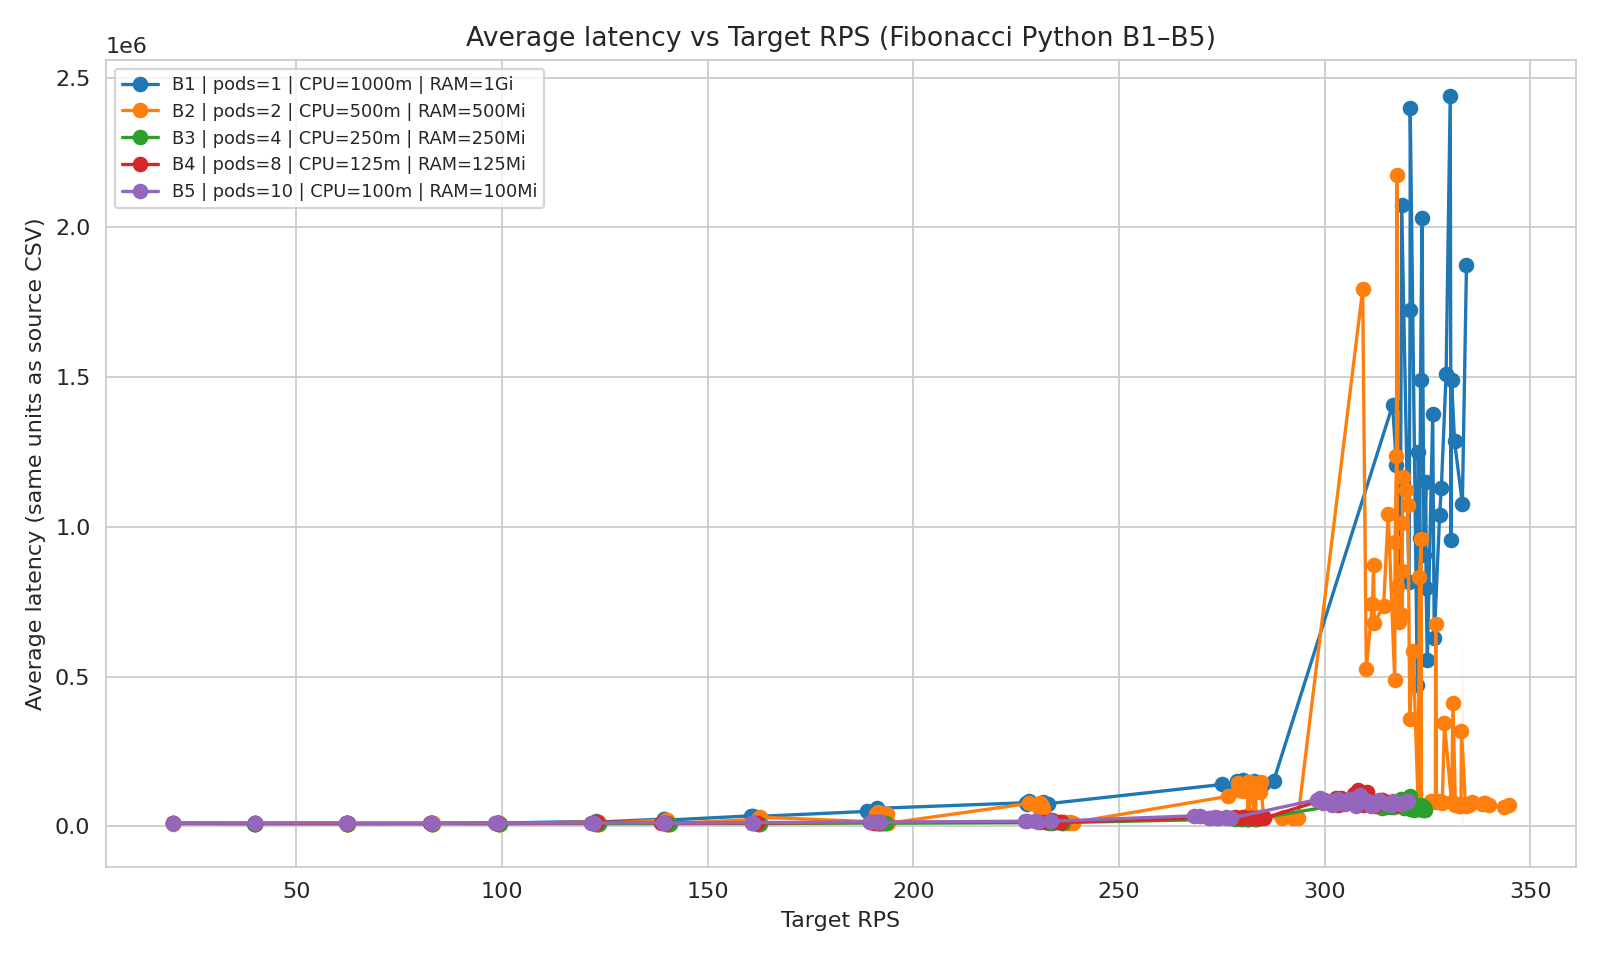 Average latency vs Target RPS (Fibonacci Python B1–B5)
1e6
B1 | pods=1 | CPU=1000m | RAM=1Gi
B2 | pods=2 | CPU=500m | RAM=500Mi
B3 | pods=4 | CPU=250m | RAM=250Mi
B4 | pods=8 | CPU=125m | RAM=125Mi
B5 | pods=10 | CPU=100m | RAM=100Mi
Average latency (same units as source CSV)
2.5
2.0
1.5
1.0
0.5
0.0
50 100 150 200 250 300 350
Target RPS